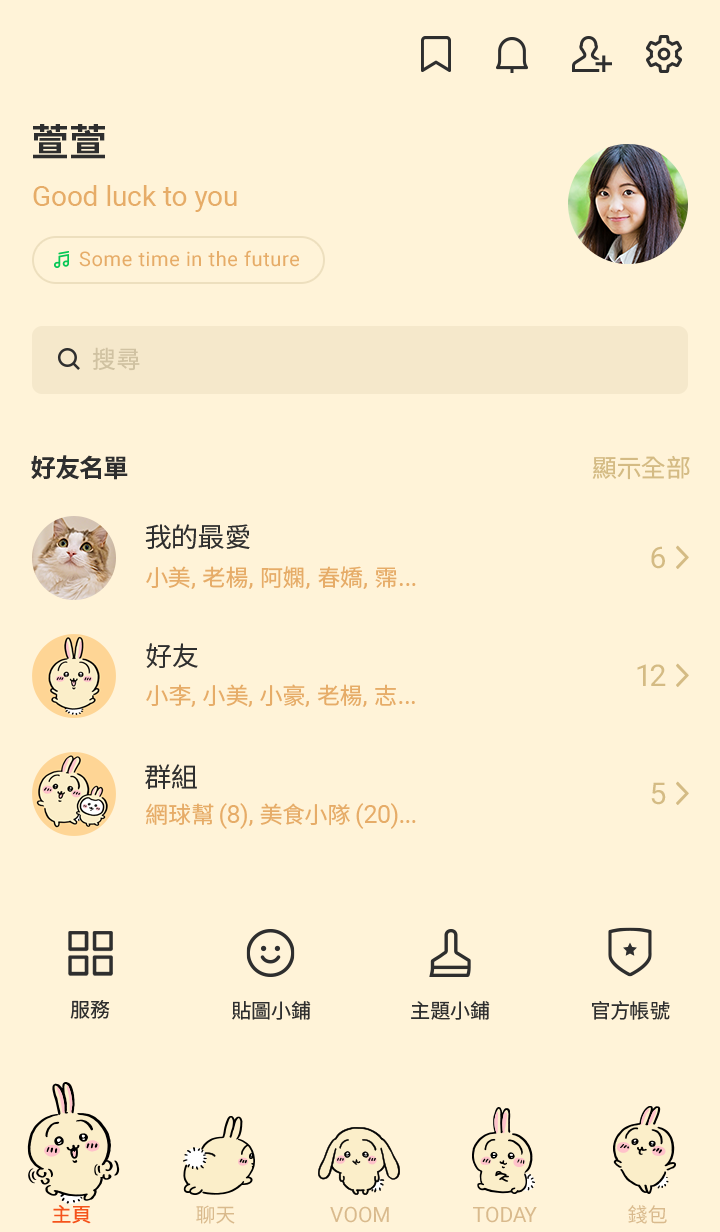 萱萱
Good luck to you
Some time in the future
搜尋
好友名單
顯示全部
我的最愛
小美, 老楊, 阿嫻, 春嬌, 霈...
6
好友
小李, 小美, 小豪, 老楊, 志...
12
群組
網球幫 (8), 美食小隊 (20)...
5
服務
貼圖小鋪
主題小鋪
官方帳號
主頁
聊天
VOOM
TODAY
錢包